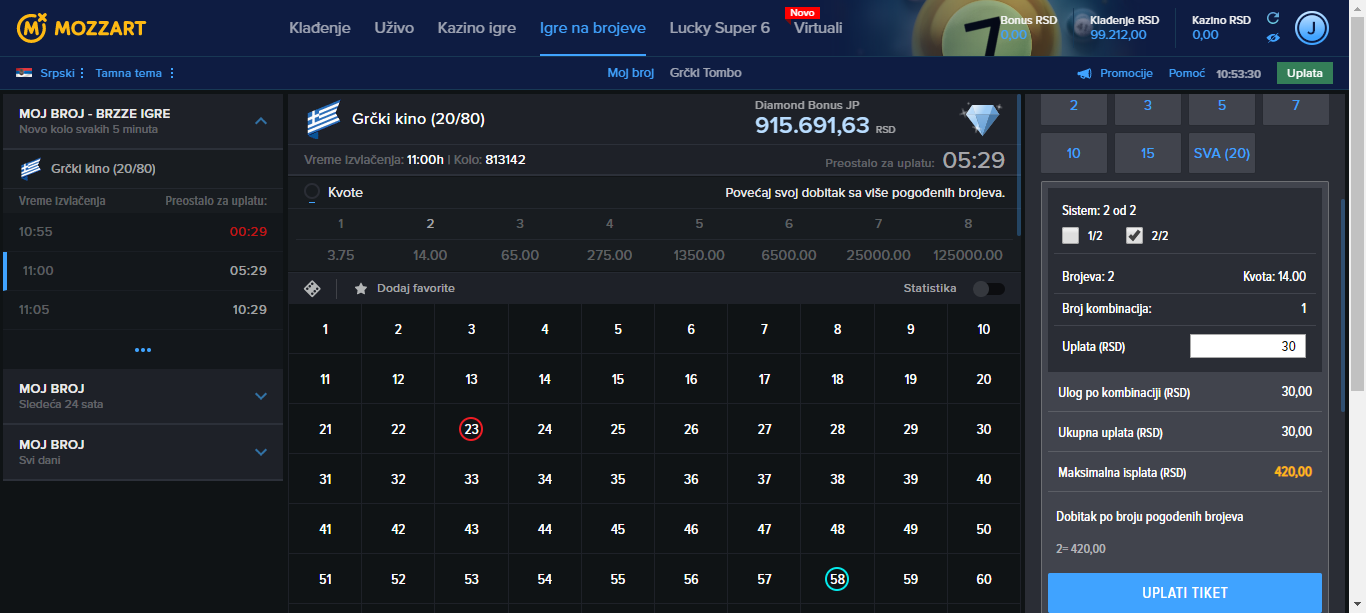 MOZZART
Klađenje Uživo Kazino igre Igre na brojeve Lucky Super 6 Novo Virtuali
Bonus RSD
0,00
Klađenje RSD
99.212,00
Kazino RSD
0,00
J
Srpski Tamna tema
Moj broj Grčki Tombo
Promocije Pomoć 10:53:30 Uplata
MOJ BROJ - BRZZE IGRE
Novo kolo svakih 5 minuta
Grčki kino (20/80)
Vreme izvlačenja Preostalo za uplatu:
10:55 00:29
11:00 05:29
11:05 10:29
MOJ BROJ
Sledeća 24 sata
MOJ BROJ
Svi dani
Grčki kino (20/80)
Diamond Bonus JP
915.691,63 RSD
Vreme Izvlačenja: 11:00h | Kolo: 813142
Preostalo za uplatu: 05:29
Kvote
Povećaj svoj dobitak sa više pogođenih brojeva.
1 2 3 4 5 6 7 8
3.75 14.00 65.00 275.00 1350.00 6500.00 25000.00 125000.00
Dodaj favorite
Statistika
1 2 3 4 5 6 7 8 9 10
11 12 13 14 15 16 17 18 19 20
21 22 23 24 25 26 27 28 29 30
31 32 33 34 35 36 37 38 39 40
41 42 43 44 45 46 47 48 49 50
51 52 53 54 55 56 57 58 59 60
2 3 5 7
10 15 SVA (20)
Sistem: 2 od 2
1/2 2/2
Brojeva: 2 Kvota: 14.00
Broj kombinacija: 1
Uplata (RSD) 30
Ulog po kombinaciji (RSD) 30,00
Ukupna uplata (RSD) 30,00
Maksimalna isplata (RSD) 420,00
Dobitak po broju pogođenih brojeva
2= 420,00
UPLATI TIKET